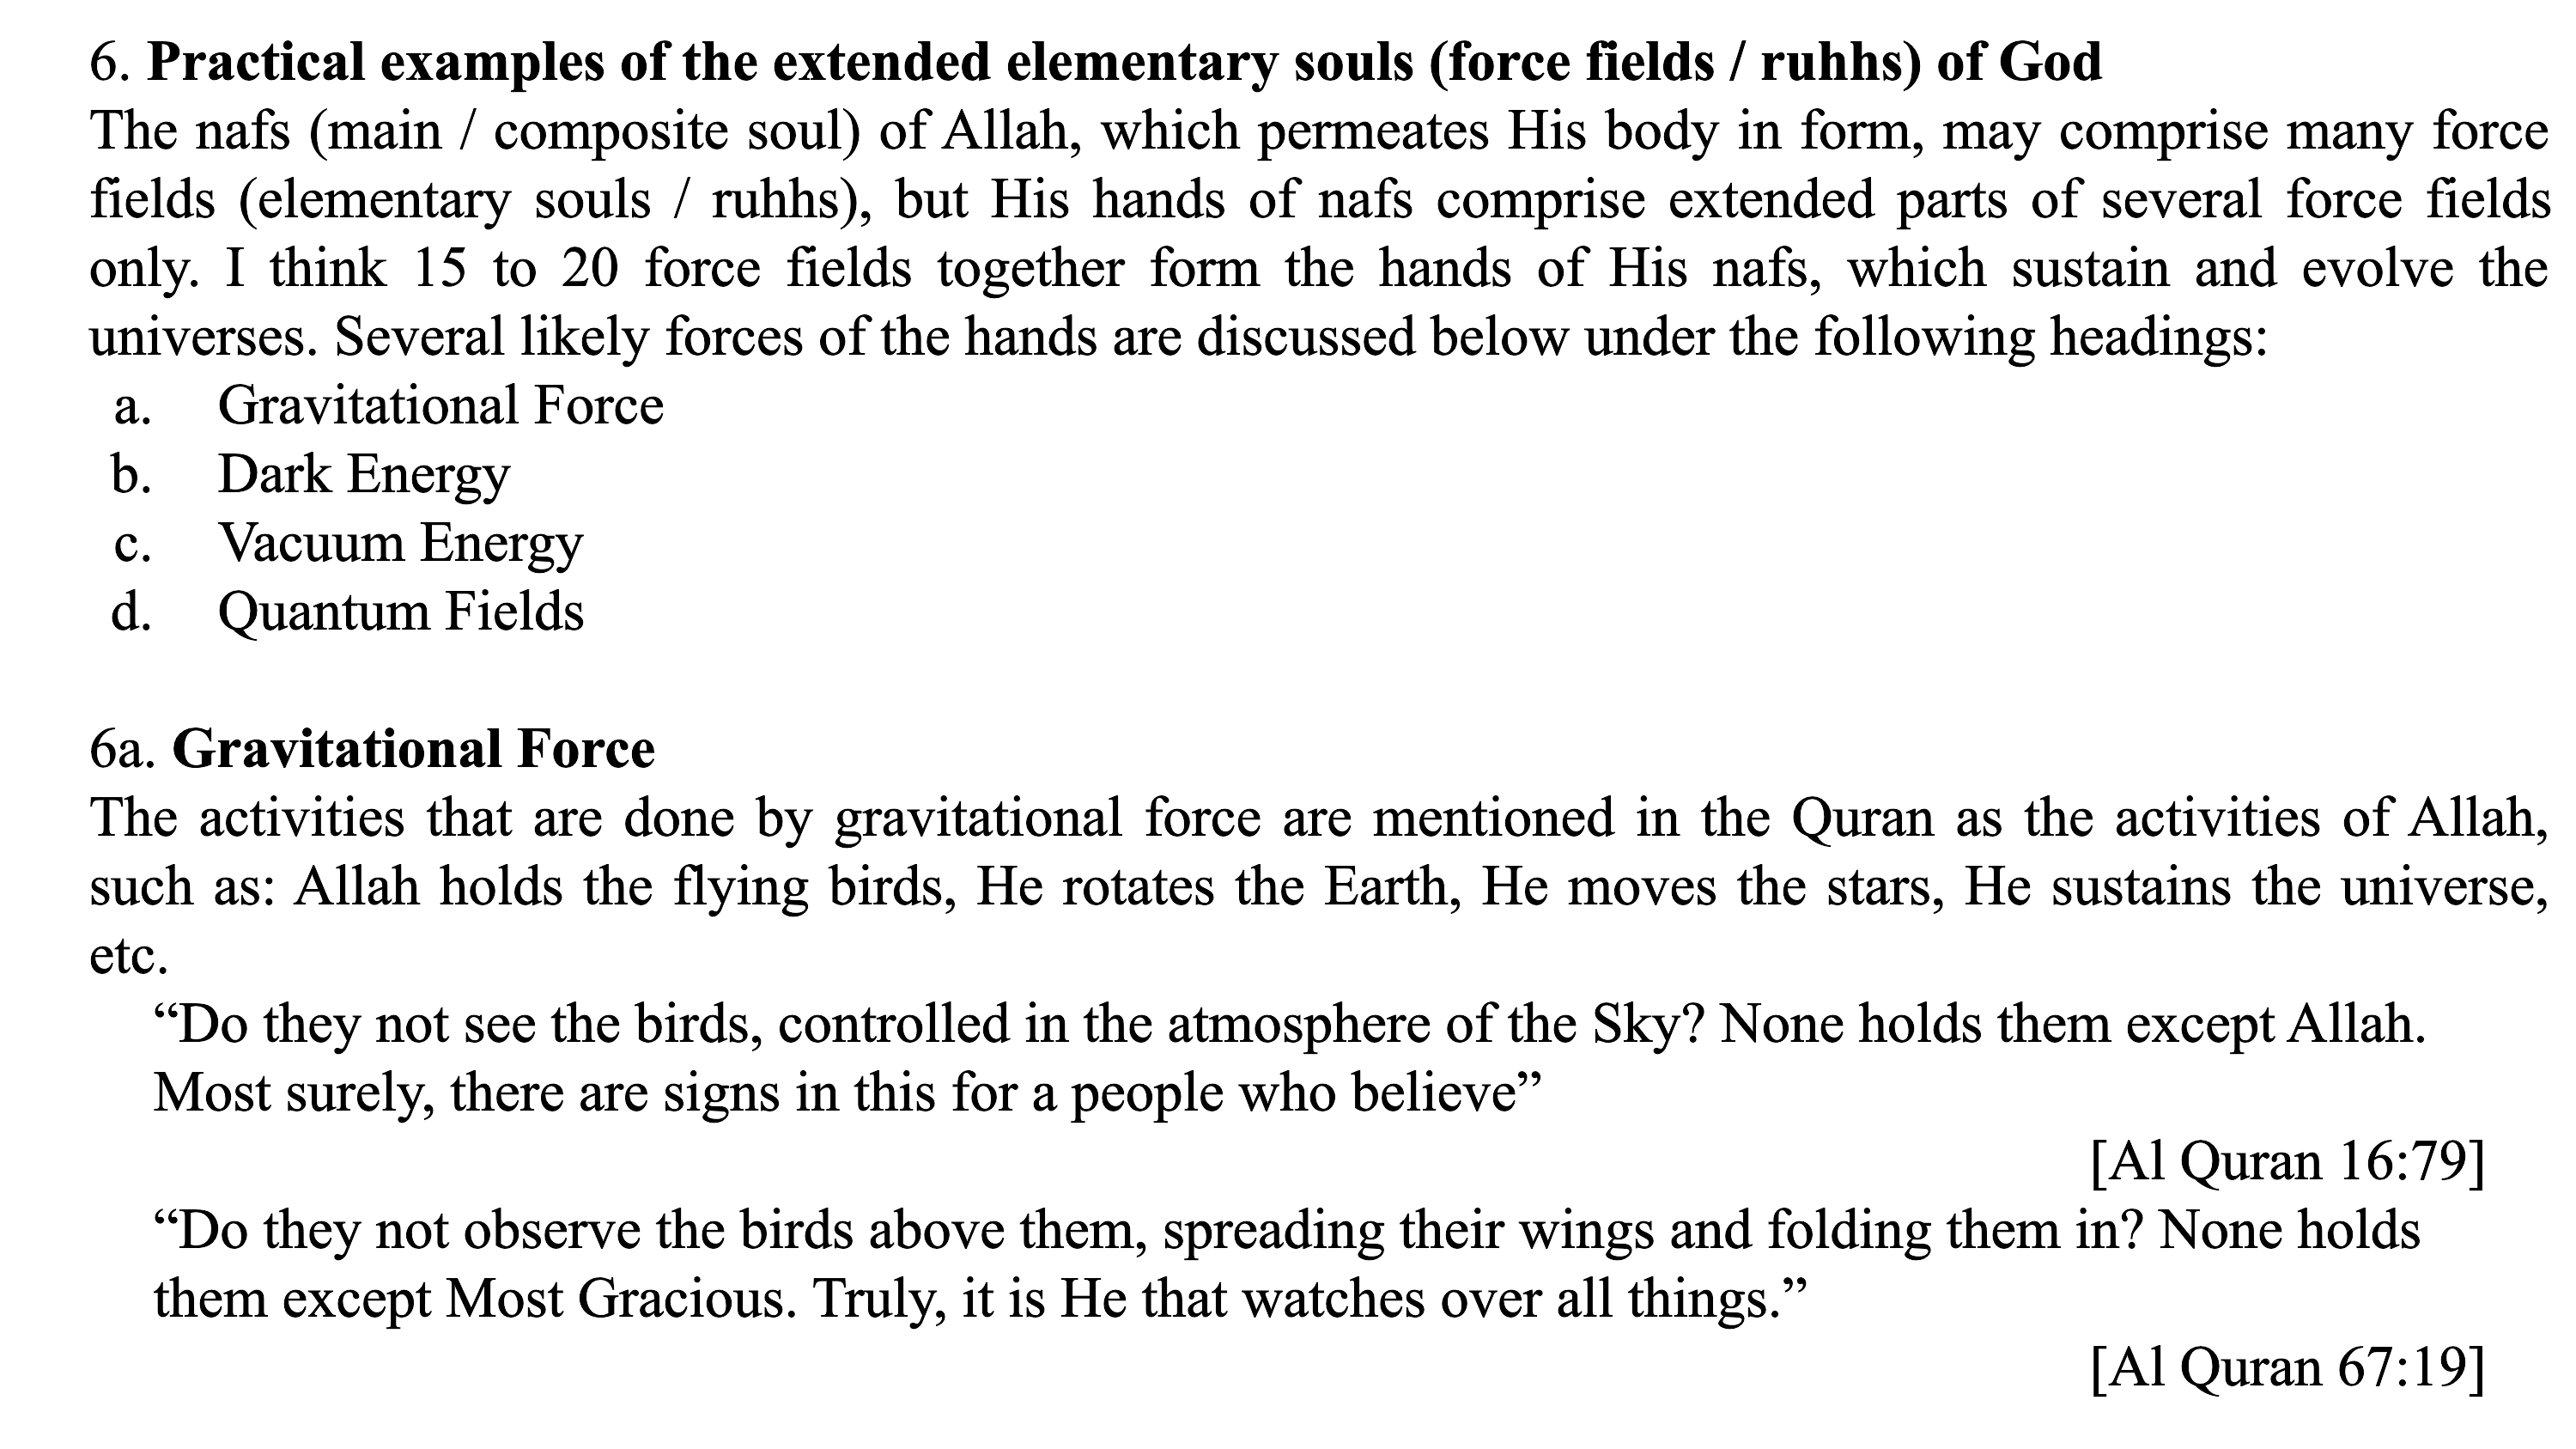 6. Practical examples of the extended elementary souls (force fields / ruhhs) of God
The nafs (main / composite soul) of Allah, which permeates His body in form, may comprise many force
fields (elementary souls / ruhhs), but His hands of nafs comprise extended parts of several force fields
only. I think 15 to 20 force fields together form the hands of His nafs, which sustain and evolve the
universes. Several likely forces of the hands are discussed below under the following headings:
a. Gravitational Force
b. Dark Energy
c. Vacuum Energy
d. Quantum Fields
6a. Gravitational Force
The activities that are done by gravitational force are mentioned in the Quran as the activities of Allah,
such as: Allah holds the flying birds, He rotates the Earth, He moves the stars, He sustains the universe,
etc.
“Do they not see the birds, controlled in the atmosphere of the Sky? None holds them except Allah.
Most surely, there are signs in this for a people who believe”
[Al Quran 16:79]
“Do they not observe the birds above them, spreading their wings and folding them in? None holds
them except Most Gracious. Truly, it is He that watches over all things.”
[Al Quran 67:19]